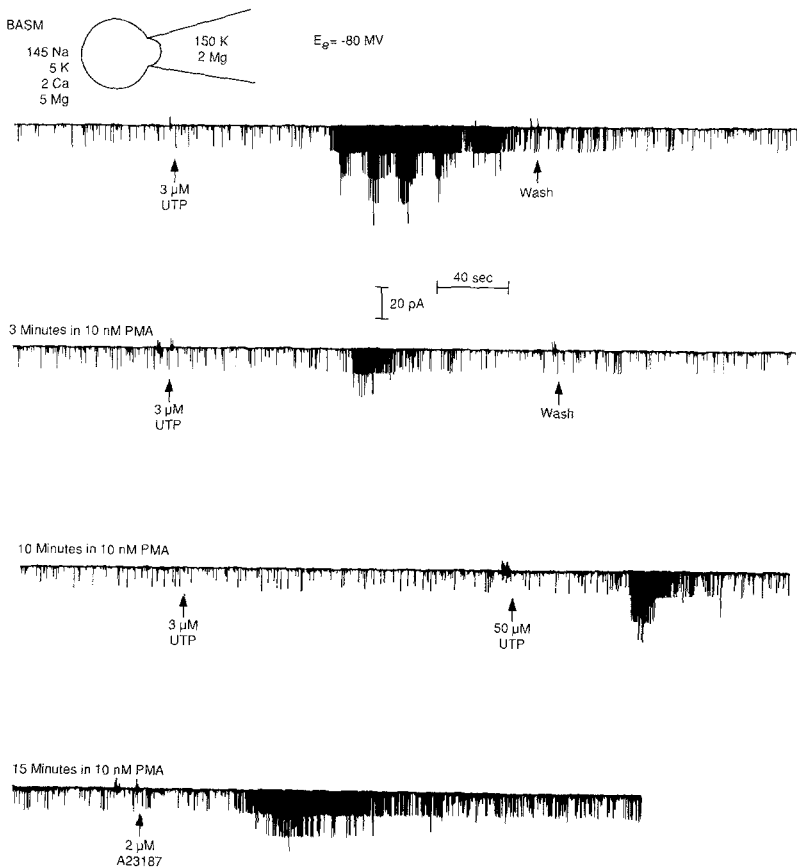 BASM
145 Na
5 K
2 Ca
5 Mg
150 K
2 Mg
Eₑ= -80 MV
3 µM
UTP
Wash
40 sec
20 pA
3 Minutes in 10 nM PMA
3 µM
UTP
Wash
10 Minutes in 10 nM PMA
3 µM
UTP
50 µM
UTP
15 Minutes in 10 nM PMA
2 µM
A23187